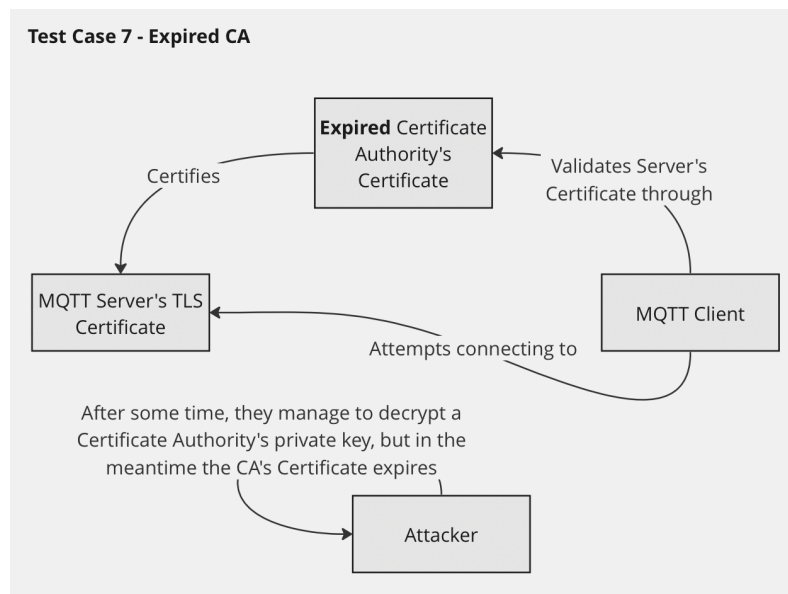 Test Case 7 - Expired CA
Expired Certificate
Authority's
Certificate
Certifies
Validates Server's
Certificate through
MQTT Server's TLS
Certificate
MQTT Client
Attempts connecting to
After some time, they manage to decrypt a
Certificate Authority's private key, but in the
meantime the CA's Certificate expires
Attacker